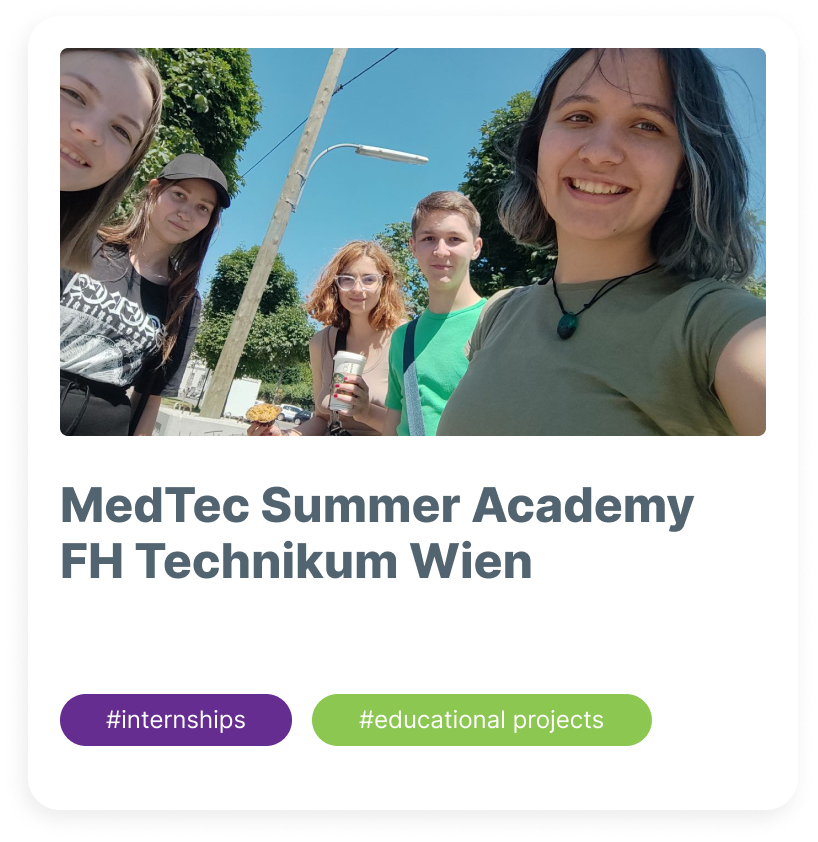 MedTec Summer Academy
FH Technikum Wien
#internships #educational projects